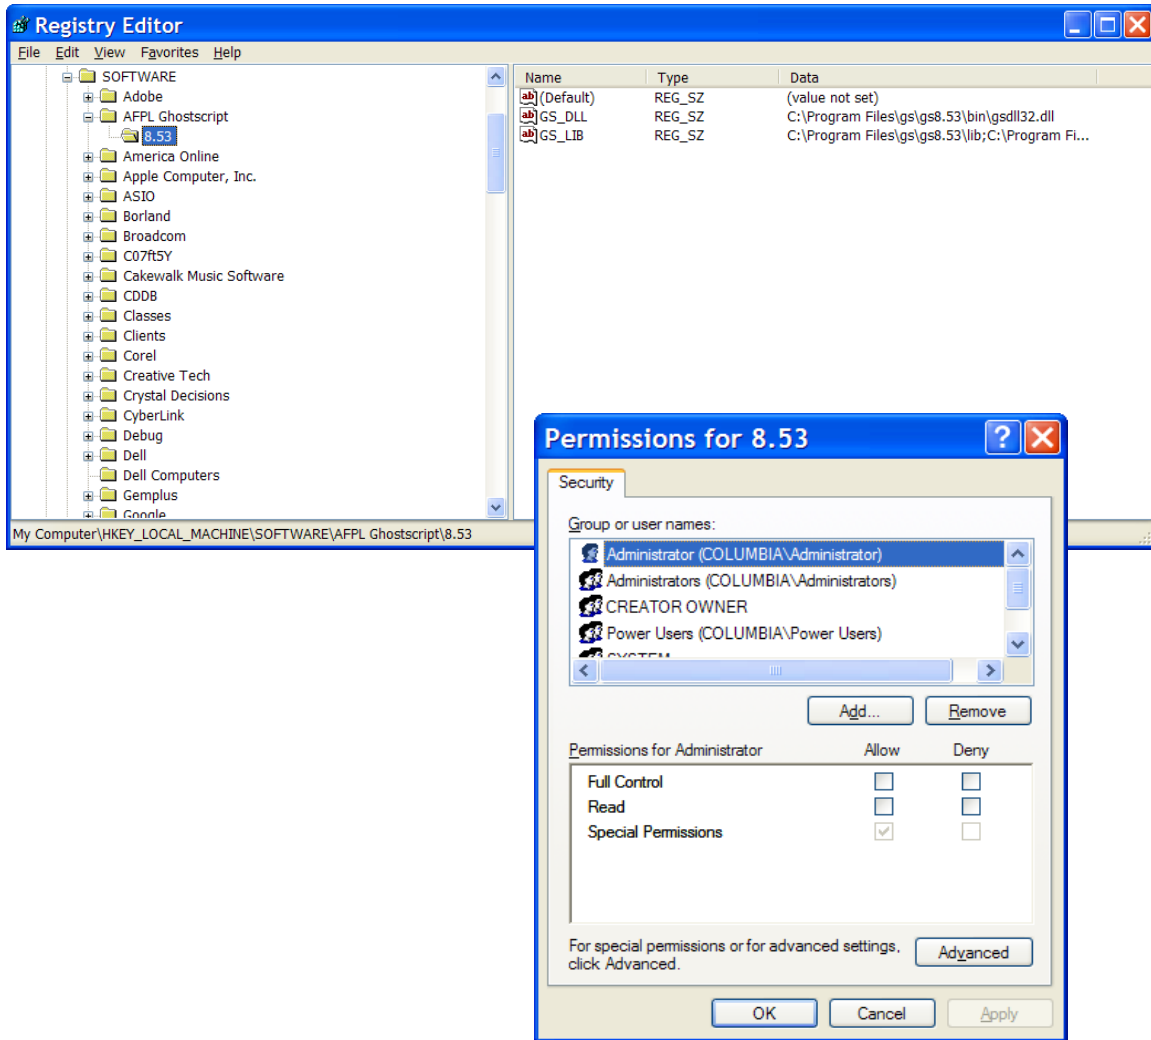 Registry Editor
File Edit View Favorites Help
SOFTWARE
Adobe
AFPL Ghostscript
8.53
America Online
Apple Computer, Inc.
ASIO
Borland
Broadcom
C07ft5Y
Cakewalk Music Software
CDDB
Classes
Clients
Corel
Creative Tech
Crystal Decisions
CyberLink
Debug
Dell
Dell Computers
Gemplus
Google
Name Type Data
(Default) REG_SZ (value not set)
GS_DLL REG_SZ C:\Program Files\gs\gs8.53\bin\gsdll32.dll
GS_LIB REG_SZ C:\Program Files\gs\gs8.53\lib;C:\Program Fi...
My Computer\HKEY_LOCAL_MACHINE\SOFTWARE\AFPL Ghostscript\8.53
Permissions for 8.53
Security
Group or user names:
Administrator (COLUMBIA\Administrator)
Administrators (COLUMBIA\Administrators)
CREATOR OWNER
Power Users (COLUMBIA\Power Users)
SYSTEM
Add... Remove
Permissions for Administrator Allow Deny
Full Control
Read
Special Permissions
For special permissions or for advanced settings,
click Advanced.
Advanced
OK Cancel Apply